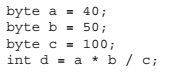 byte a = 40;
byte b = 50;
byte c = 100;
int d = a * b / c;